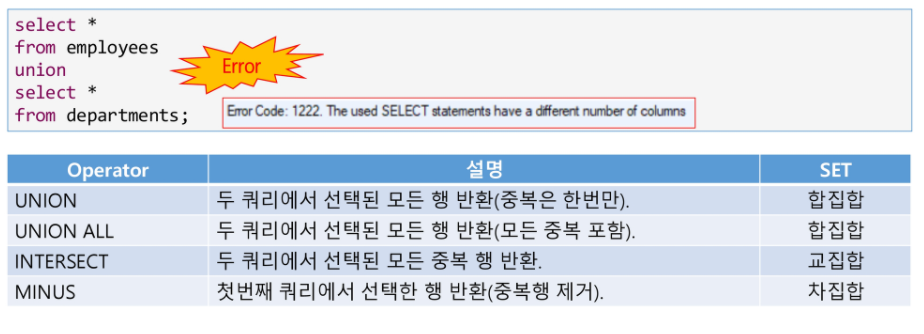 select *
from employees
union
Error
select *
from departments;
Error Code: 1222. The used SELECT statements have a different number of columns
Operator 설명 SET
UNION 두 쿼리에서 선택된 모든 행 반환(중복은 한번만). 합집합
UNION ALL 두 쿼리에서 선택된 모든 행 반환(모든 중복 포함). 합집합
INTERSECT 두 쿼리에서 선택된 모든 중복 행 반환. 교집합
MINUS 첫번째 쿼리에서 선택한 행 반환(중복행 제거). 차집합